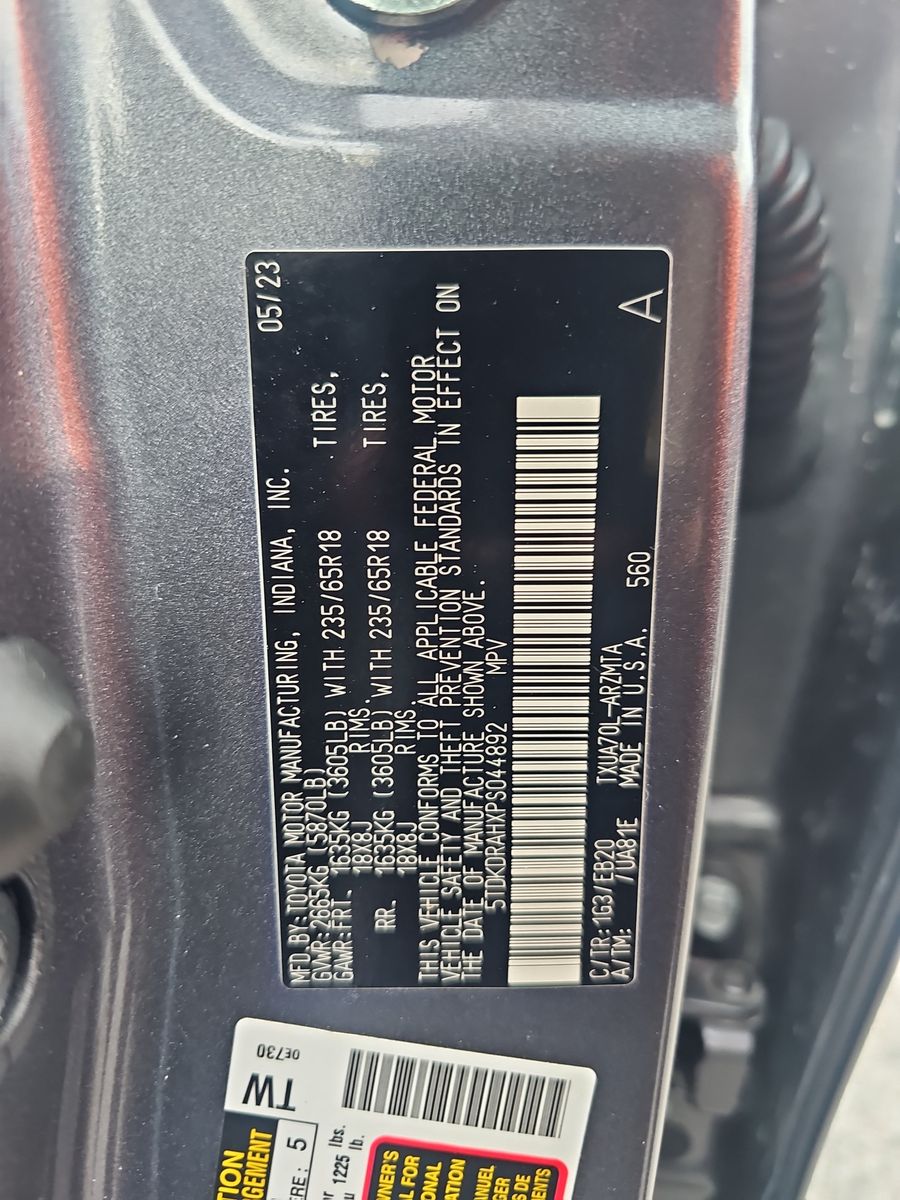 MFD.BY:TOYOTA MOTOR MANUFACTURING, INDIANA, INC. 05/23
GVWR:2665KG (5870LB)
GAWR:FRT. 1635KG (3605LB) WITH 235/65R18 TIRES,
18X8J RIMS.
RR. 1635KG (3605LB) WITH 235/65R18 TIRES,
18X8J RIMS.
THIS VEHICLE CONFORMS TO ALL APPLICABLE FEDERAL MOTOR
VEHICLE SAFETY AND THEFT PREVENTION STANDARDS IN EFFECT ON
THE DATE OF MANUFACTURE SHOWN ABOVE.
5TDKDRAHXPS044892 MPV
C/TR:1G3/EB20 TXUA70L-ARZMTA 560
A/TM: /UA81E MADE IN U.S.A. A
0E730
TW
5
1225 lbs.
lb.